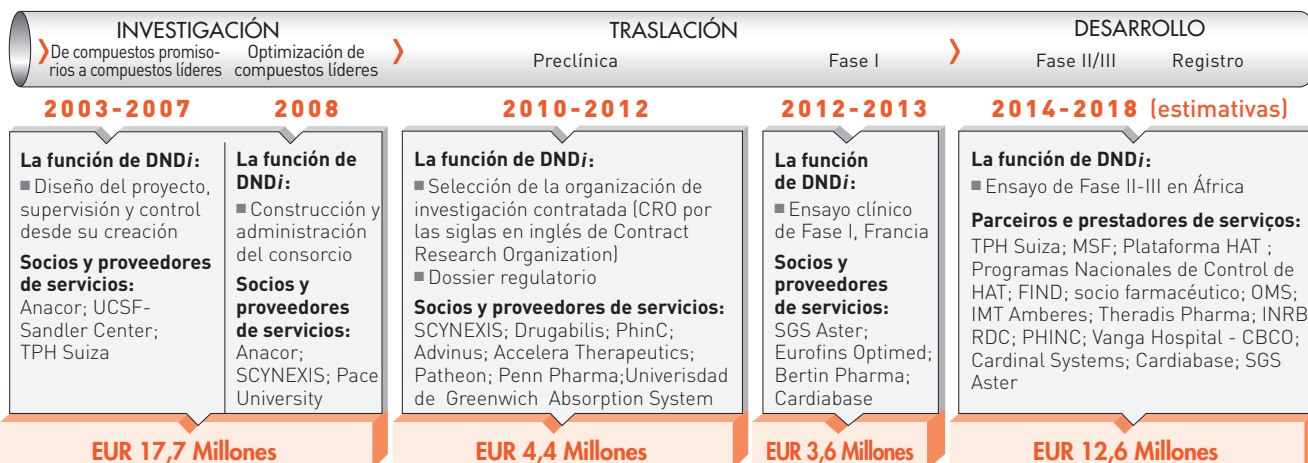 INVESTIGACIÓN
De compuestos promiso-
rios a compuestos líderes
Optimización de
compuestos líderes
TRASLACIÓN
Preclínica
Fase I
DESARROLLO
Fase II/III
Registro
2003-2007
La función de DNDi:
■ Diseño del proyecto,
supervisión y control
desde su creación
Socios y proveedores
de servicios:
Anacor; UCSF-
Sandler Center;
TPH Suiza
2008
La función de
DNDi:
■ Construcción y
administración
del consorcio
Socios y
proveedores
de servicios:
Anacor;
SCYNEXIS; Pace
University
EUR 17,7 Millones
2010-2012
La función de DNDi:
■ Selección de la organización de
investigación contratada (CRO por
las siglas en inglés de Contract
Research Organization)
■ Dossier regulatorio
Socios y proveedores de servicios:
SCYNEXIS; Drugabilis; PhinC;
Advinus; Accelera Therapeutics;
Patheon; Penn Pharma;Univerisdad
de Greenwich Absorption System
EUR 4,4 Millones
2012-2013
La función
de DNDi:
■ Ensayo clínico
de Fase I, Francia
Socios y
proveedores
de servicios:
SGS Aster;
Eurofins Optimed;
Bertin Pharma;
Cardiabase
EUR 3,6 Millones
2014-2018 (estimativas)
La función de DNDi:
■ Ensayo de Fase II-III en África
Parceiros e prestadores de serviços:
TPH Suiza; MSF; Plataforma HAT ;
Programas Nacionales de Control de
HAT; FIND; socio farmacéutico; OMS;
IMT Amberes; Theradis Pharma; INRB
RDC; PHINC; Vanga Hospital - CBCO;
Cardinal Systems; Cardiabase; SGS
Aster
EUR 12,6 Millones